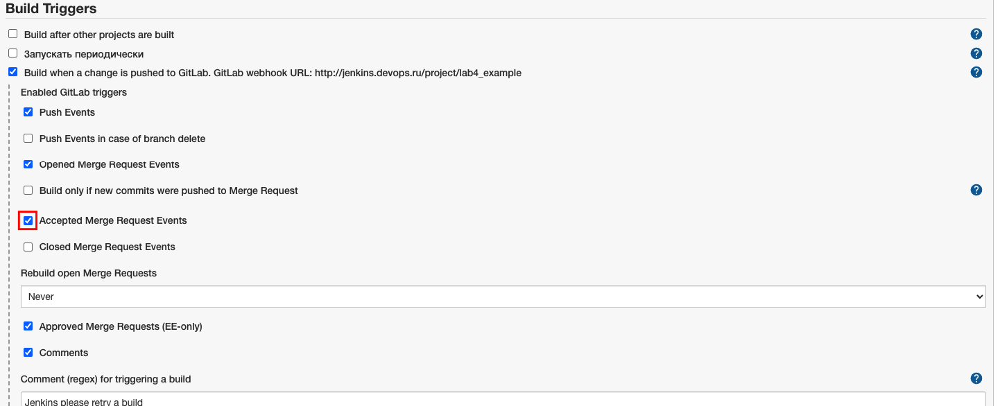 Build Triggers
Build after other projects are built
Запускать периодически
Build when a change is pushed to GitLab. GitLab webhook URL: http://jenkins.devops.ru/project/lab4_example
Enabled GitLab triggers
Push Events
Push Events in case of branch delete
Opened Merge Request Events
Build only if new commits were pushed to Merge Request
Accepted Merge Request Events
Closed Merge Request Events
Rebuild open Merge Requests
Never
Approved Merge Requests (EE-only)
Comments
Comment (regex) for triggering a build
Jenkins please retry a build